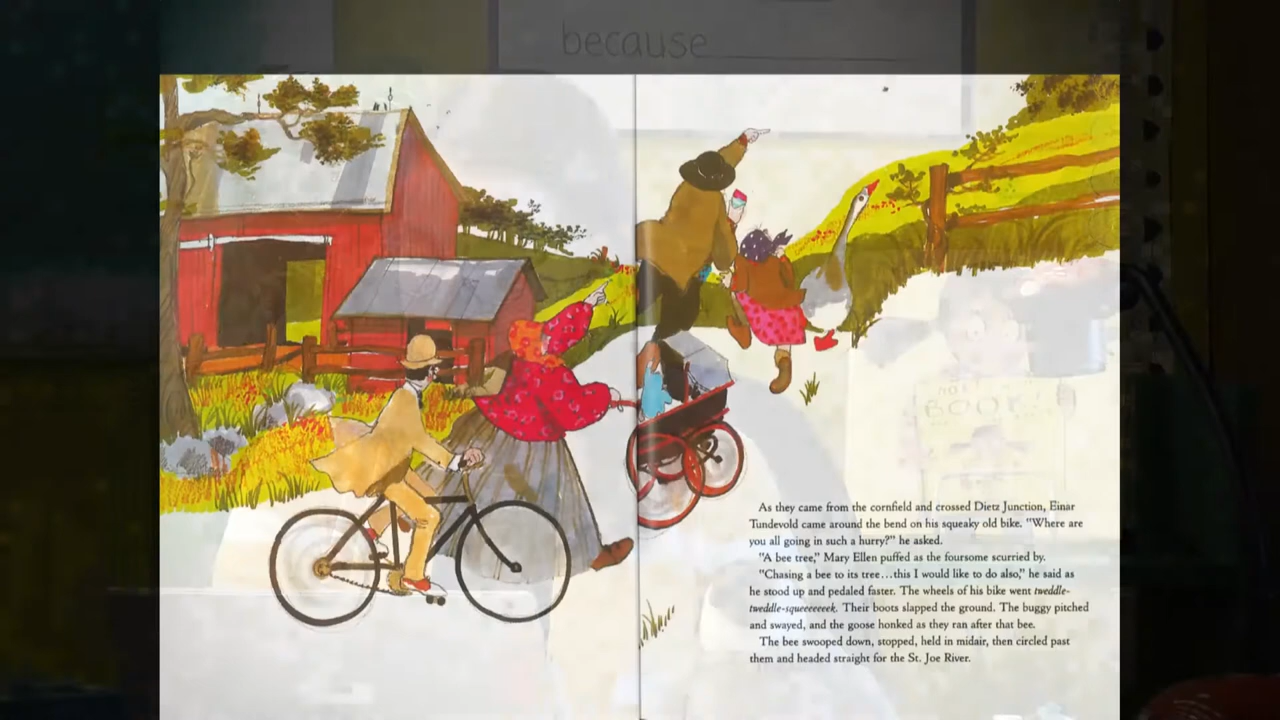 because
BOOK
As they came from the cornfield and crossed Dietz Junction, Einar
Tundevold came around the bend on his squeaky old bike. "Where are
you all going in such a hurry?" he asked.
"A bee tree," Mary Ellen puffed as the foursome scurried by.
"Chasing a bee to its tree...this I would like to do also," he said as
he stood up and pedaled faster. The wheels of his bike went tweddle-
tweddle-squeeeeeeek. Their boots slapped the ground. The buggy pitched
and swayed, and the goose honked as they ran after that bee.
The bee swooped down, stopped, held in midair, then circled past
them and headed straight for the St. Joe River.